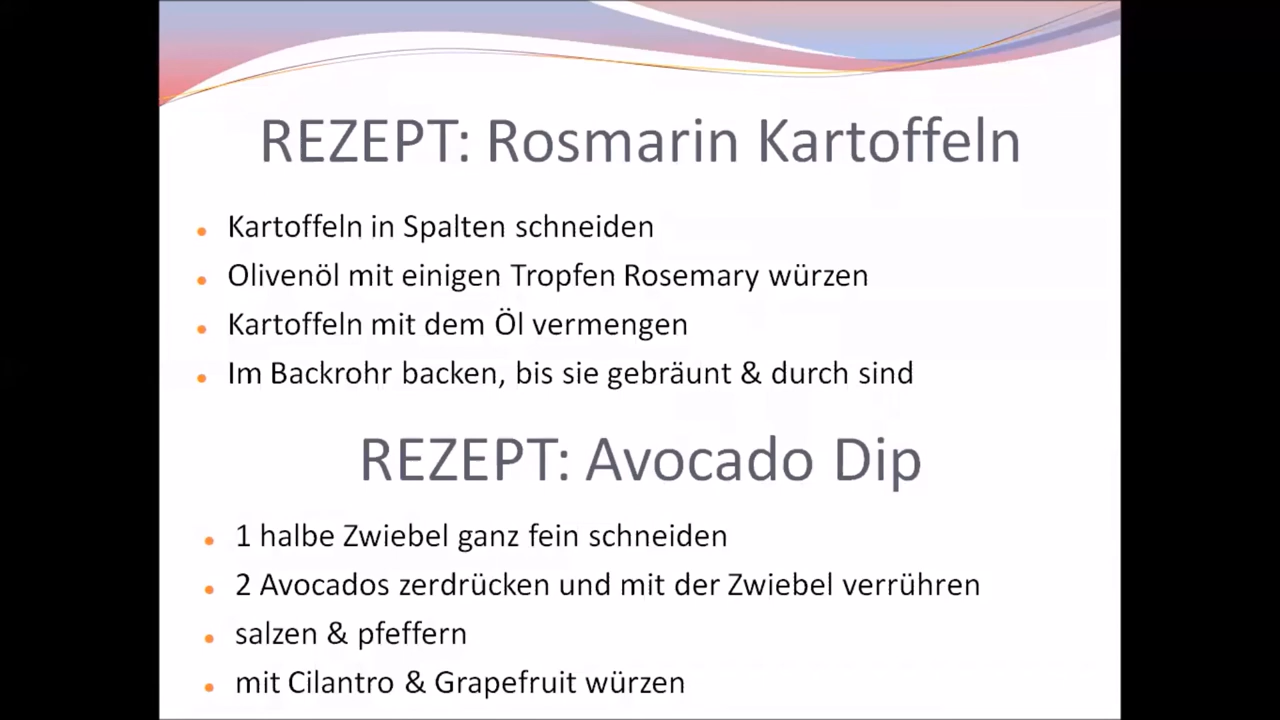 REZEPT: Rosmarin Kartoffeln
Kartoffeln in Spalten schneiden
Olivenöl mit einigen Tropfen Rosemary würzen
Kartoffeln mit dem Öl vermengen
Im Backrohr backen, bis sie gebräunt & durch sind
REZEPT: Avocado Dip
1 halbe Zwiebel ganz fein schneiden
2 Avocados zerdrücken und mit der Zwiebel verrühren
salzen & pfeffern
mit Cilantro & Grapefruit würzen